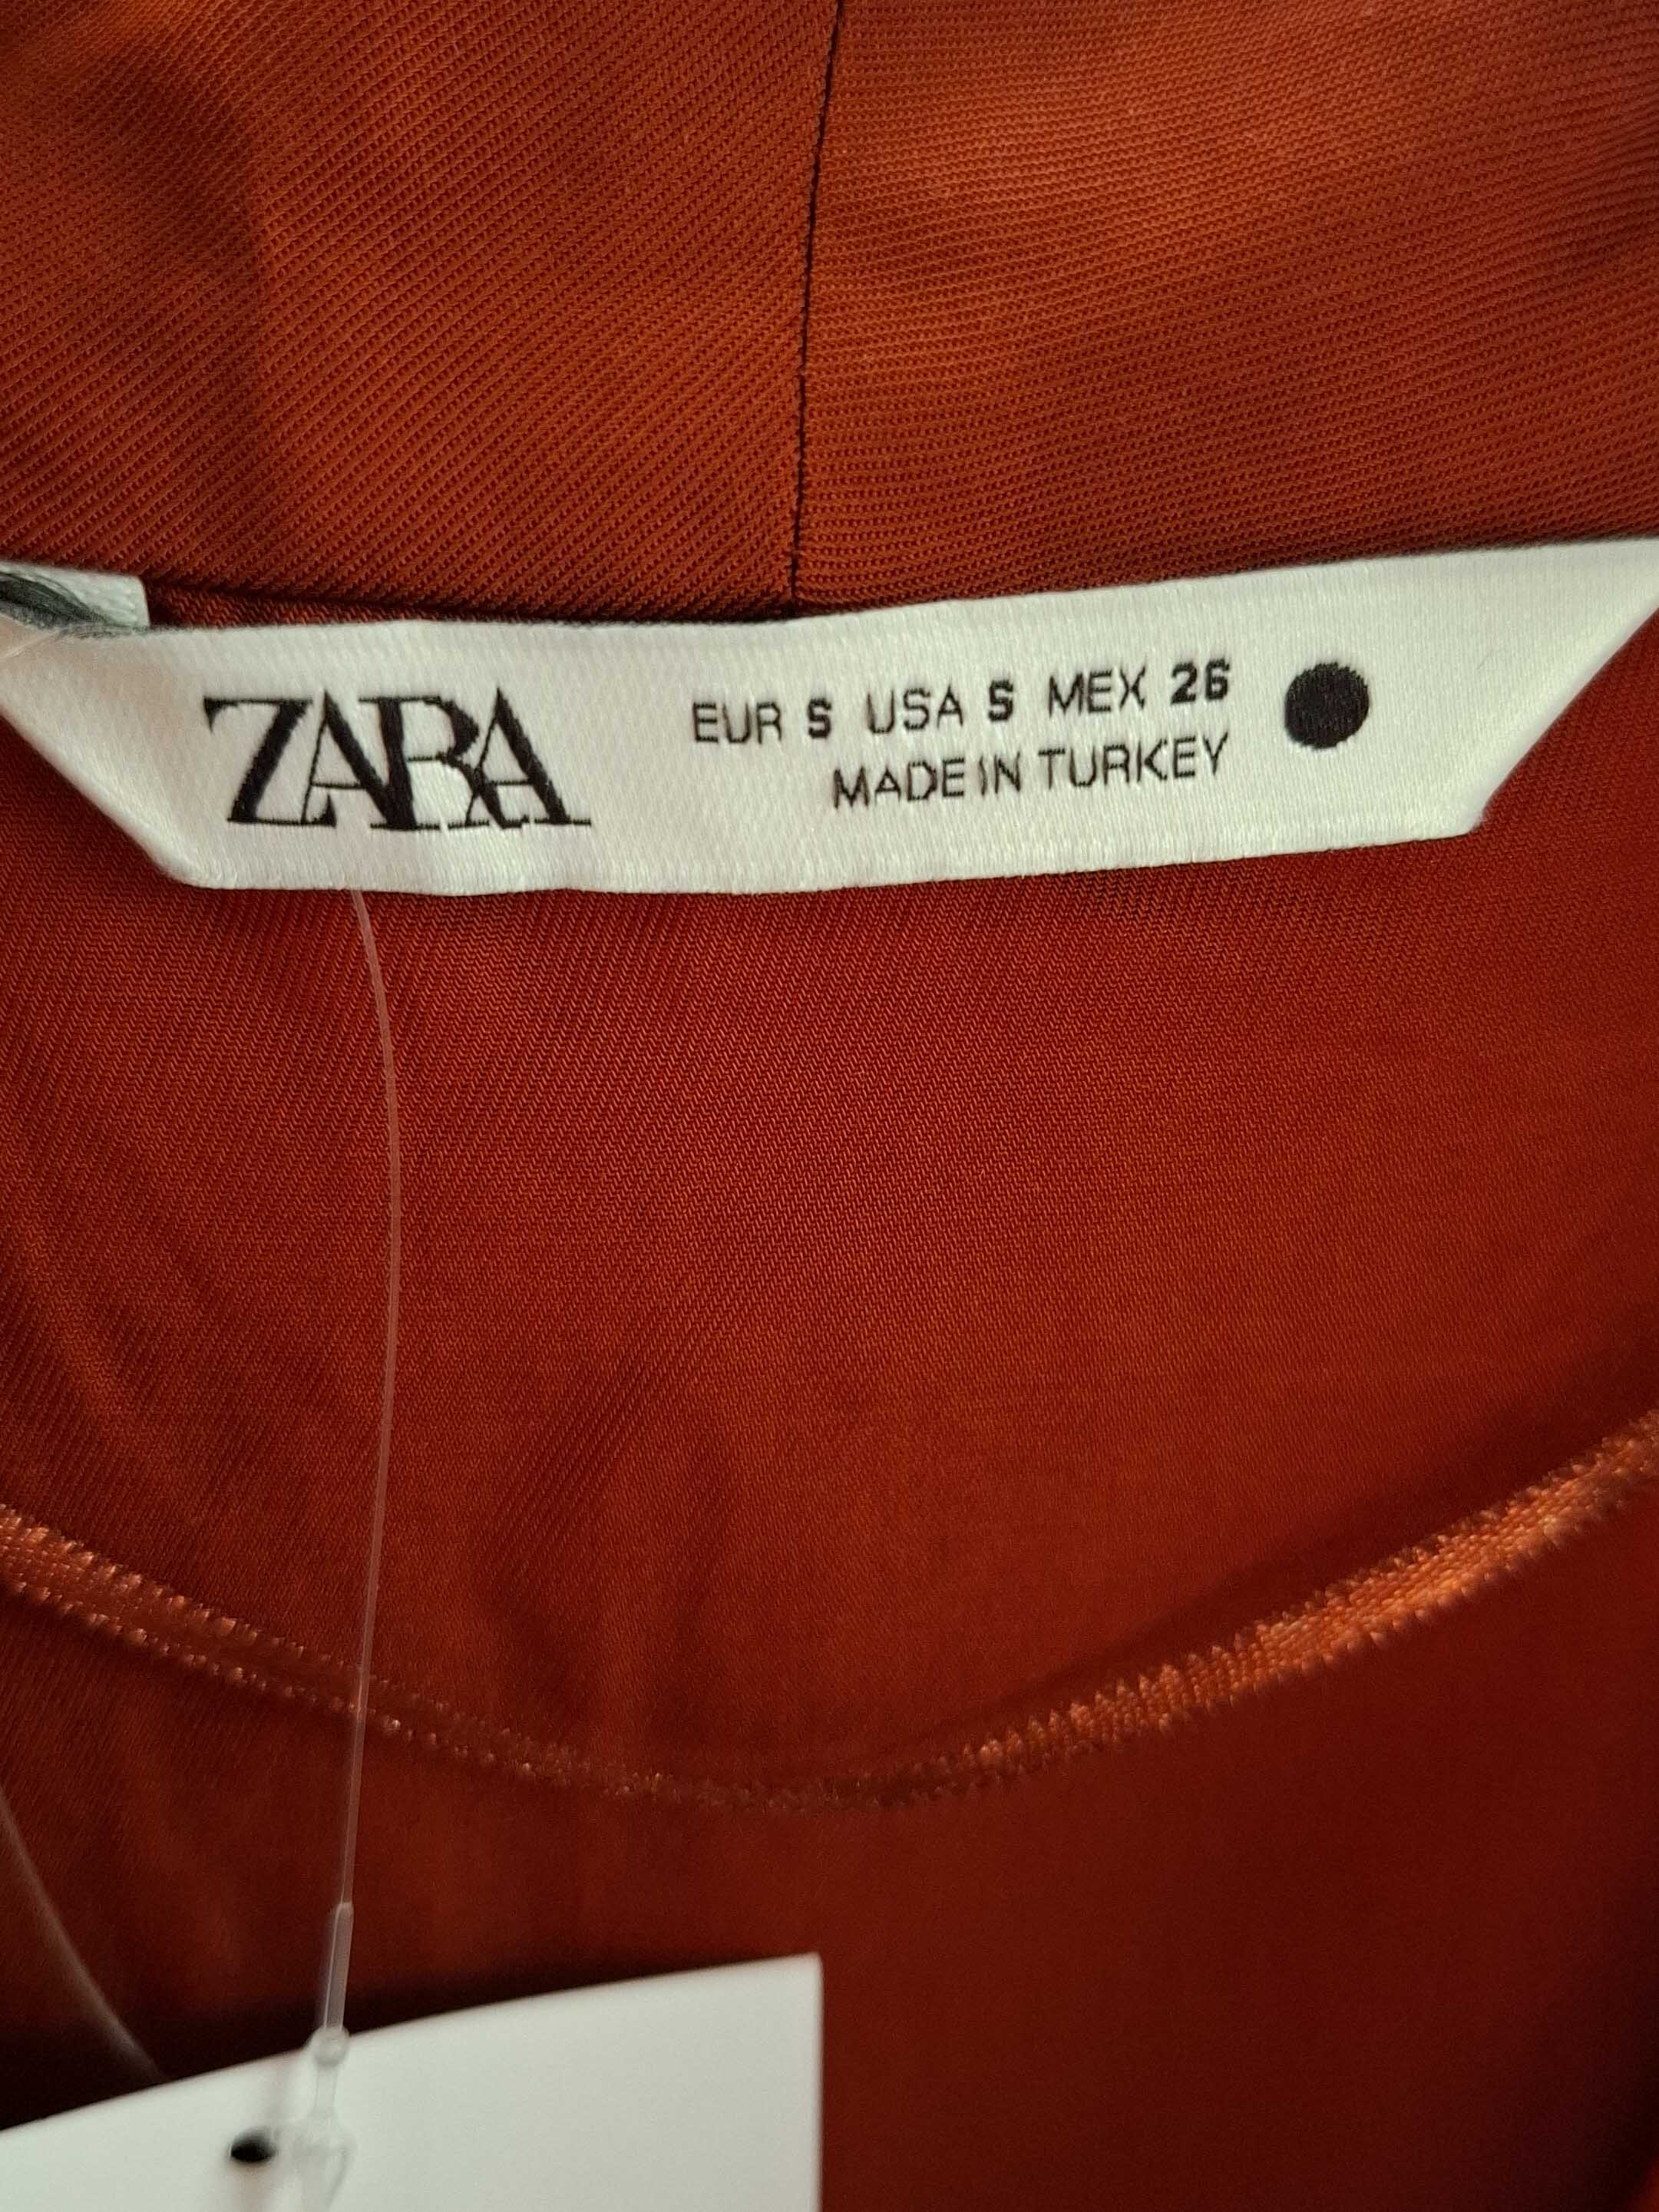 ZARA
EUR S USA S MEX 26
MADE IN TURKEY